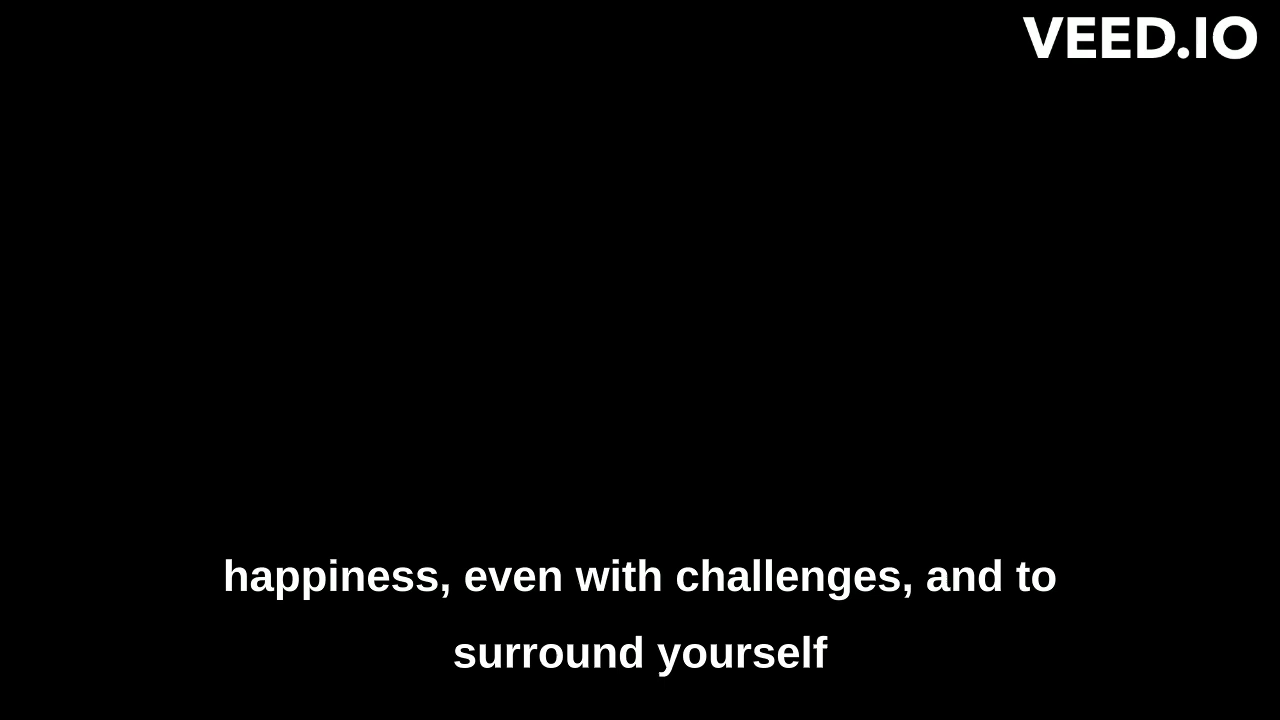 VEED.IO
happiness, even with challenges, and to
surround yourself